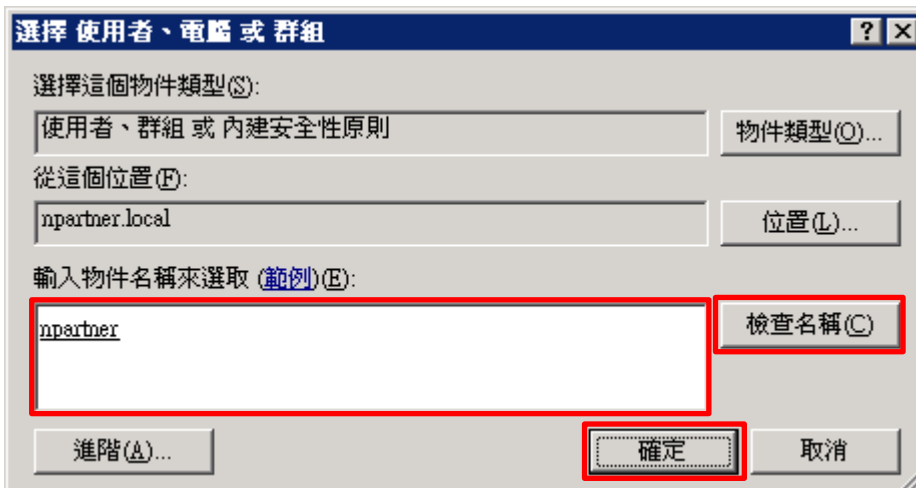 選擇 使用者、電腦 或 群組
選擇這個物件類型(S):
使用者、群組 或 內建安全性原則
物件類型(O)...
從這個位置(F):
npartner.local
位置(L)...
輸入物件名稱來選取 (範例)(E):
npartner
檢查名稱(C)
進階(A)...
確定
取消